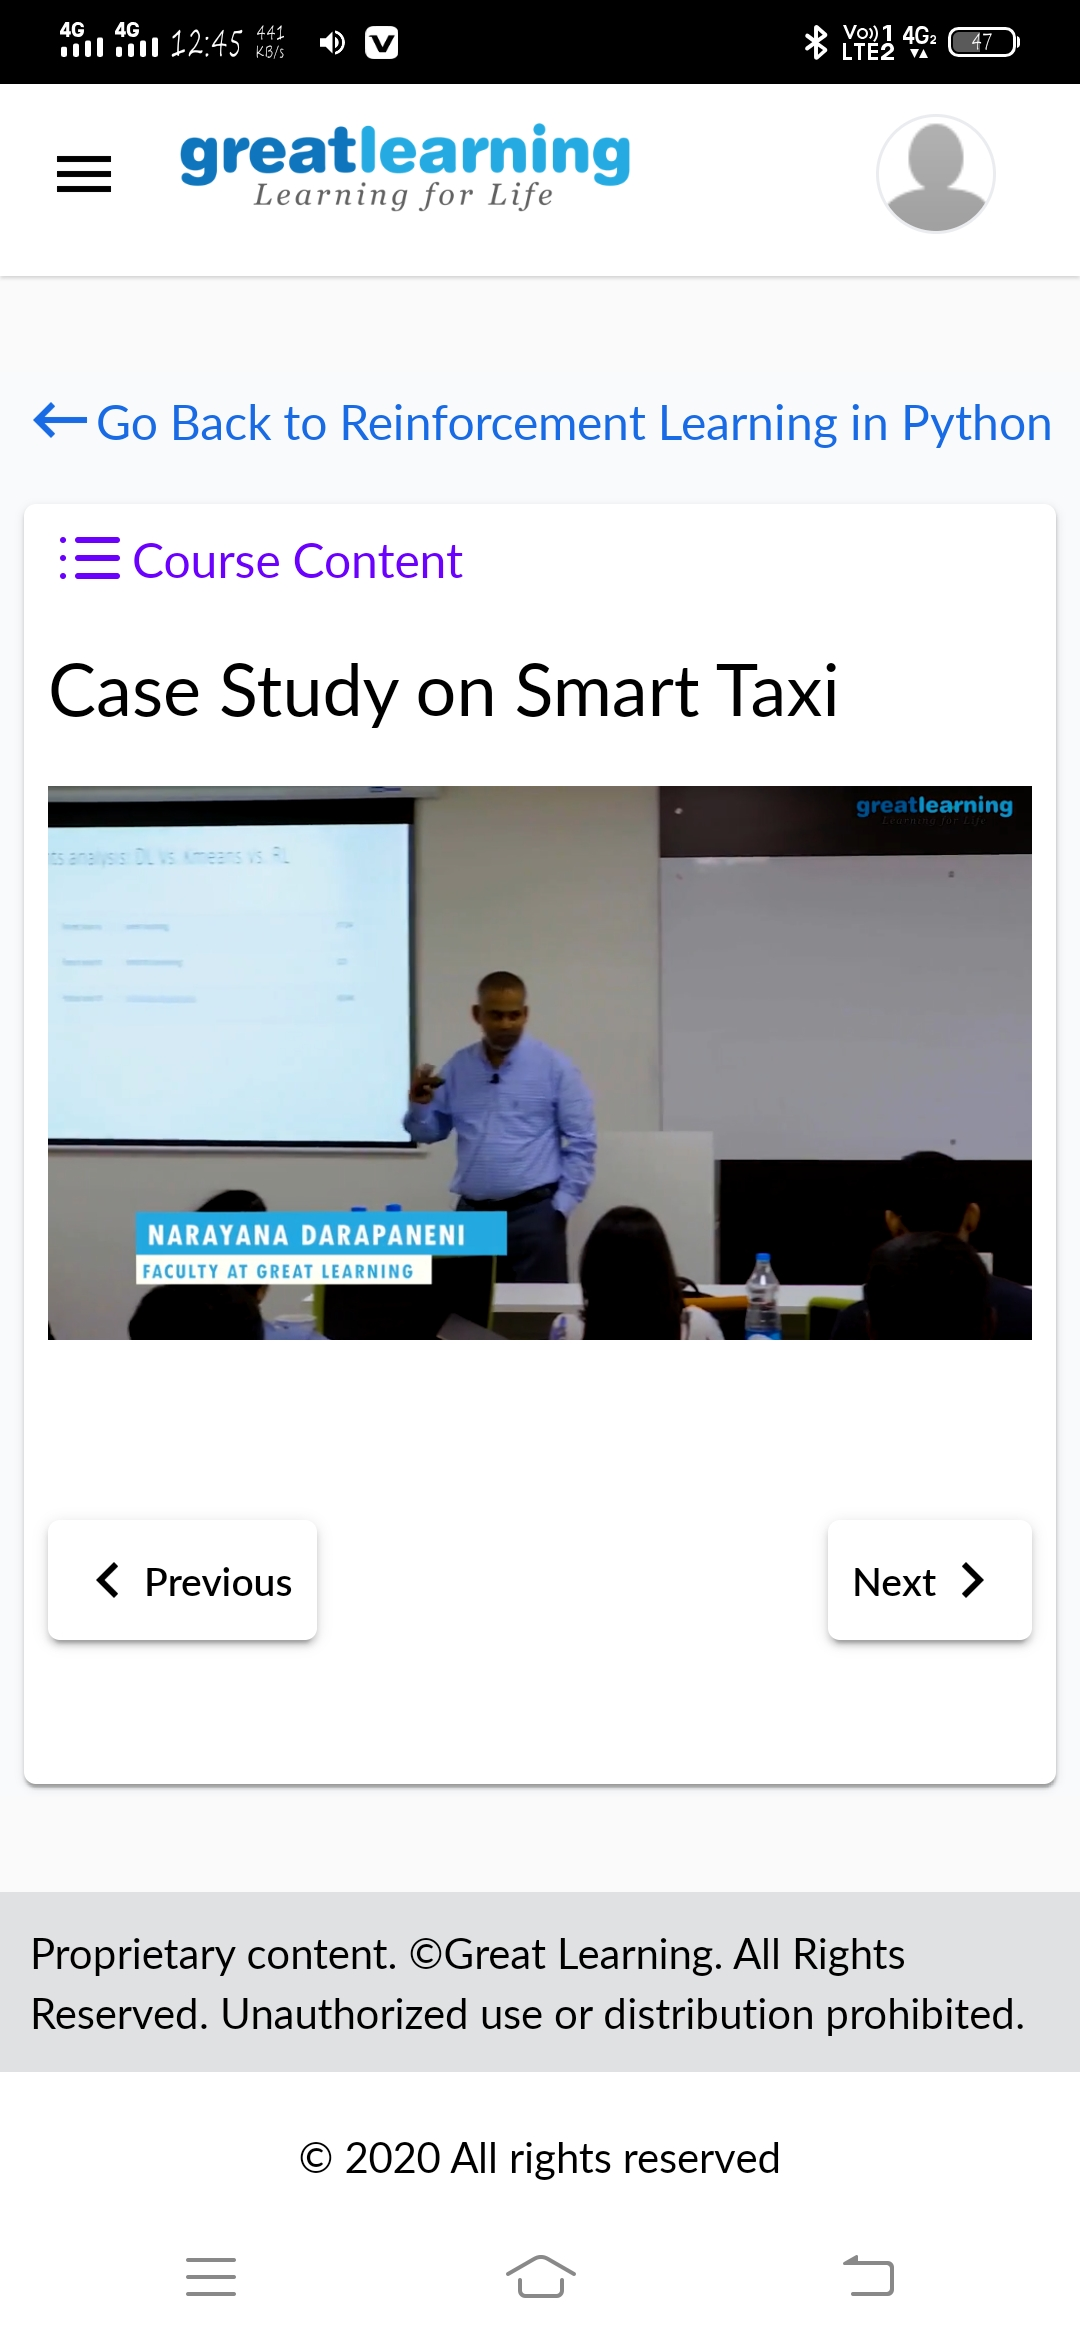 4G 4G 12:45 441 KB/s Vo)) 1 LTE2 4G2 47
greatlearning
Learning for Life
Go Back to Reinforcement Learning in Python
Course Content
Case Study on Smart Taxi
greatlearning
Learning for Life
analysis: DL vs. Kmeans vs. RL
NARAYANA DARAPANENI
FACULTY AT GREAT LEARNING
Previous
Next
Proprietary content. ©Great Learning. All Rights
Reserved. Unauthorized use or distribution prohibited.
© 2020 All rights reserved